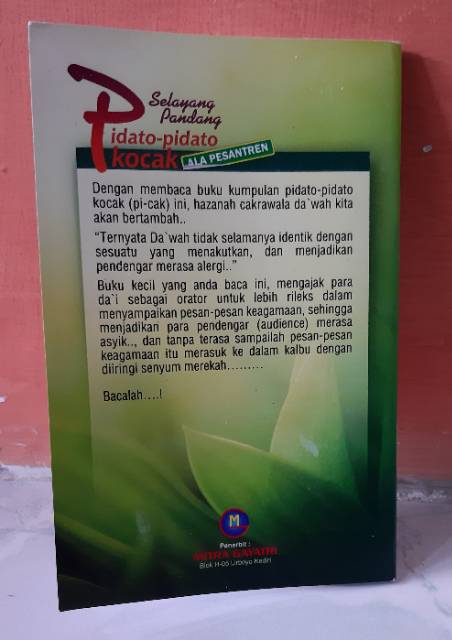 Selayang
Pandang
Pidato-pidato
kocak
ALA PESANTREN
Dengan membaca buku kumpulan pidato-pidato
kocak (pi-cak) ini, hazanah cakrawala da`wah kita
akan bertambah..
“Ternyata Da`wah tidak selamanya identik dengan
sesuatu yang menakutkan, dan menjadikan
pendengar merasa alergi..”
Buku kecil yang anda baca ini, mengajak para
da`i sebagai orator untuk lebih rileks dalam
menyampaikan pesan-pesan keagamaan, sehingga
menjadikan para pendengar (audience) merasa
asyik.., dan tanpa terasa sampailah pesan-pesan
keagamaan itu merasuk ke dalam kalbu dengan
diiringi senyum merekah.........
Bacalah....!
M
Penerbit :
MITRA GAYATRI
Blok H-05 Urbaya Kediri